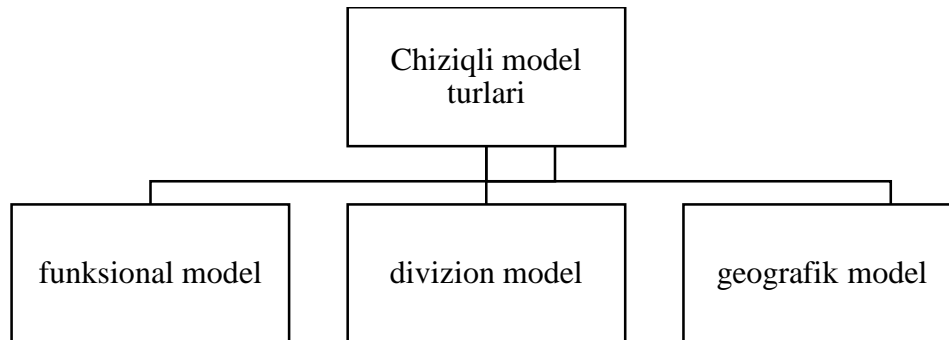 Chiziqli model
turlari
funksional model
divizion model
geografik model